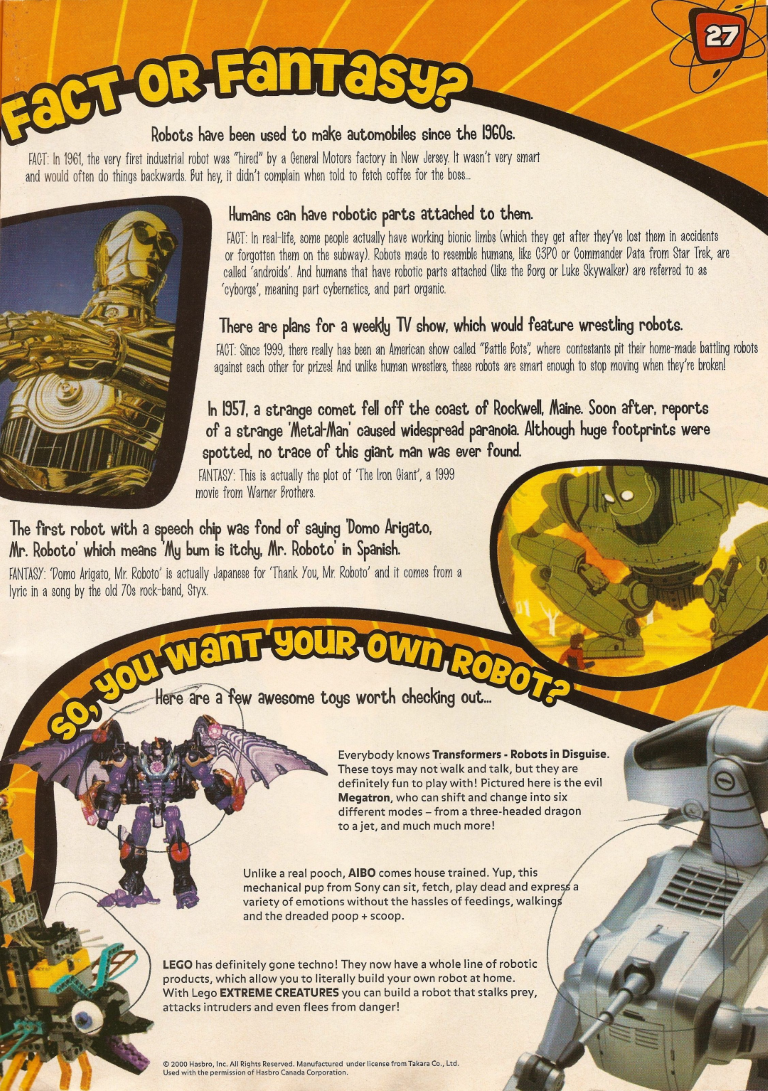 27
FACT OR FANTASY?
Robots have been used to make automobiles since the 1960s.
FACT: In 1961, the very first industrial robot was "hired" by a General Motors factory in New Jersey. It wasn't very smart
and would often do things backwards. But hey, it didn't complain when told to fetch coffee for the boss...
Humans can have robotic parts attached to them.
FACT: In real-life, some people actually have working bionic limbs (which they get after they've lost them in accidents
or forgotten them on the subway). Robots made to resemble humans, like C3PO or Commander Data from Star Trek, are
called 'androids'. And humans that have robotic parts attached (like the Borg or Luke Skywalker) are referred to as
'cyborgs', meaning part cybernetics, and part organic.
There are plans for a weekly TV show, which would feature wrestling robots.
FACT: Since 1999, there really has been an American show called "Battle Bots", where contestants pit their home-made battling robots
against each other for prizes! And unlike human wrestlers, these robots are smart enough to stop moving when they're broken!
In 1957, a strange comet fell off the coast of Rockwell, Maine. Soon after, reports
of a strange 'Metal-Man' caused widespread paranoia. Although huge footprints were
spotted, no trace of this giant man was ever found.
FANTASY: This is actually the plot of 'The Iron Giant', a 1999
movie from Warner Brothers.
The first robot with a speech chip was fond of saying 'Domo Arigato,
Mr. Roboto' which means 'My bum is itchy, Mr. Roboto' in Spanish.
FANTASY: 'Domo Arigato, Mr. Roboto' is actually Japanese for 'Thank You, Mr. Roboto' and it comes from a
lyric in a song by the old 70s rock-band, Styx.
SO, YOU WANT YOUR OWN ROBOT?
Here are a few awesome toys worth checking out...
Everybody knows Transformers - Robots in Disguise.
These toys may not walk and talk, but they are
definitely fun to play with! Pictured here is the evil
Megatron, who can shift and change into six
different modes – from a three-headed dragon
to a jet, and much much more!
Unlike a real pooch, AIBO comes house trained. Yup, this
mechanical pup from Sony can sit, fetch, play dead and express a
variety of emotions without the hassles of feedings, walkings
and the dreaded poop + scoop.
LEGO has definitely gone techno! They now have a whole line of robotic
products, which allow you to literally build your own robot at home.
With Lego EXTREME CREATURES you can build a robot that stalks prey,
attacks intruders and even flees from danger!
© 2000 Hasbro, Inc. All Rights Reserved. Manufactured under license from Takara Co., Ltd.
Used with the permission of Hasbro Canada Corporation.